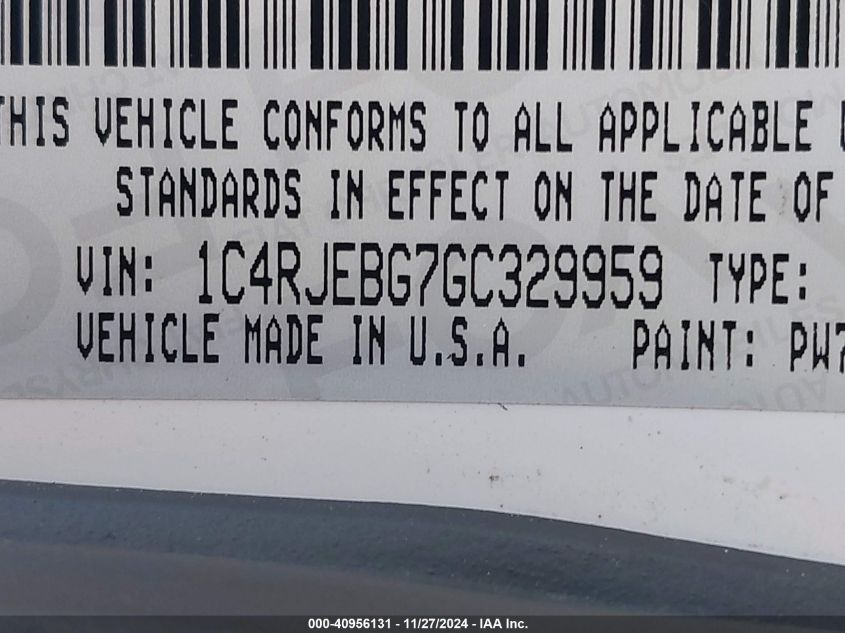 THIS VEHICLE CONFORMS TO ALL APPLICABLE
STANDARDS IN EFFECT ON THE DATE OF
VIN: 1C4RJEBG7GC329959 TYPE:
VEHICLE MADE IN U.S.A. PAINT: PW7
000-40956131 - 11/27/2024 - IAA Inc.